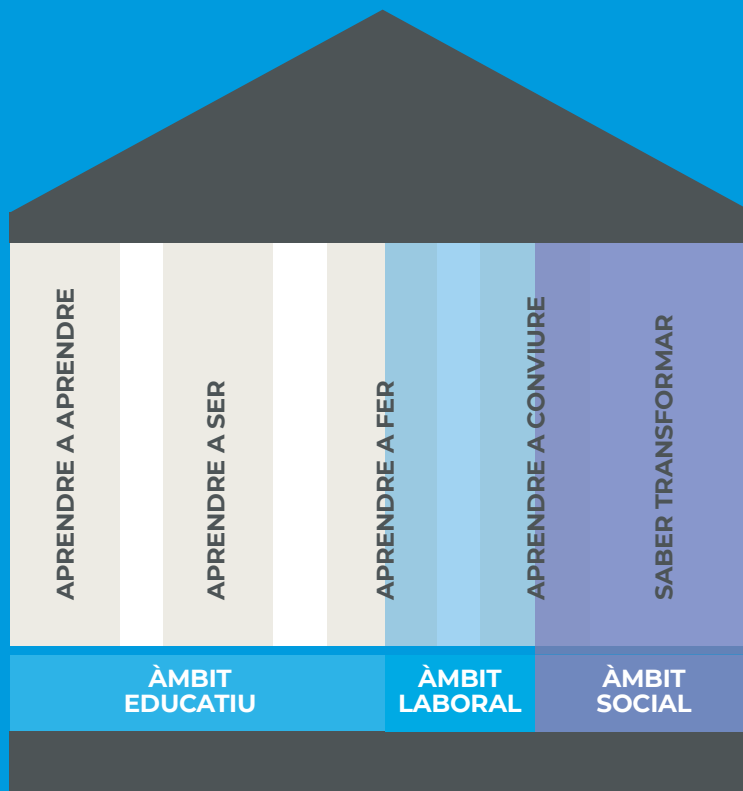 APRENDRE A APRENDRE
APRENDRE A SER
APRENDRE A FER
APRENDRE A CONVIURE
SABER TRANSFORMAR
ÀMBIT
EDUCATIU
ÀMBIT
LABORAL
ÀMBIT
SOCIAL